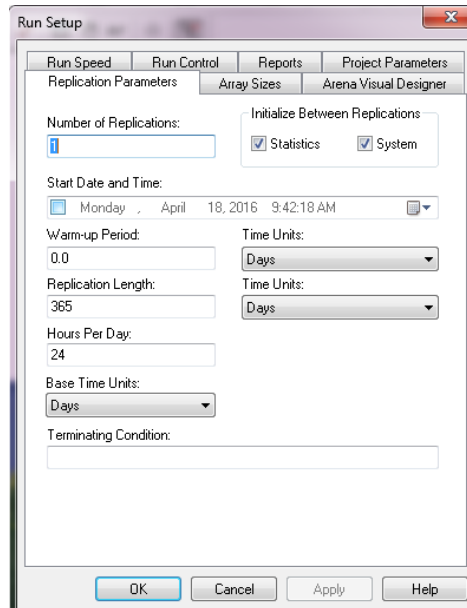 Run Setup
Run Speed Run Control Reports Project Parameters
Replication Parameters Array Sizes Arena Visual Designer
Number of Replications:
1
Initialize Between Replications
Statistics System
Start Date and Time:
Monday , April 18, 2016 9:42:18 AM
Warm-up Period: Time Units:
0.0 Days
Replication Length: Time Units:
365 Days
Hours Per Day:
24
Base Time Units:
Days
Terminating Condition:
OK Cancel Apply Help